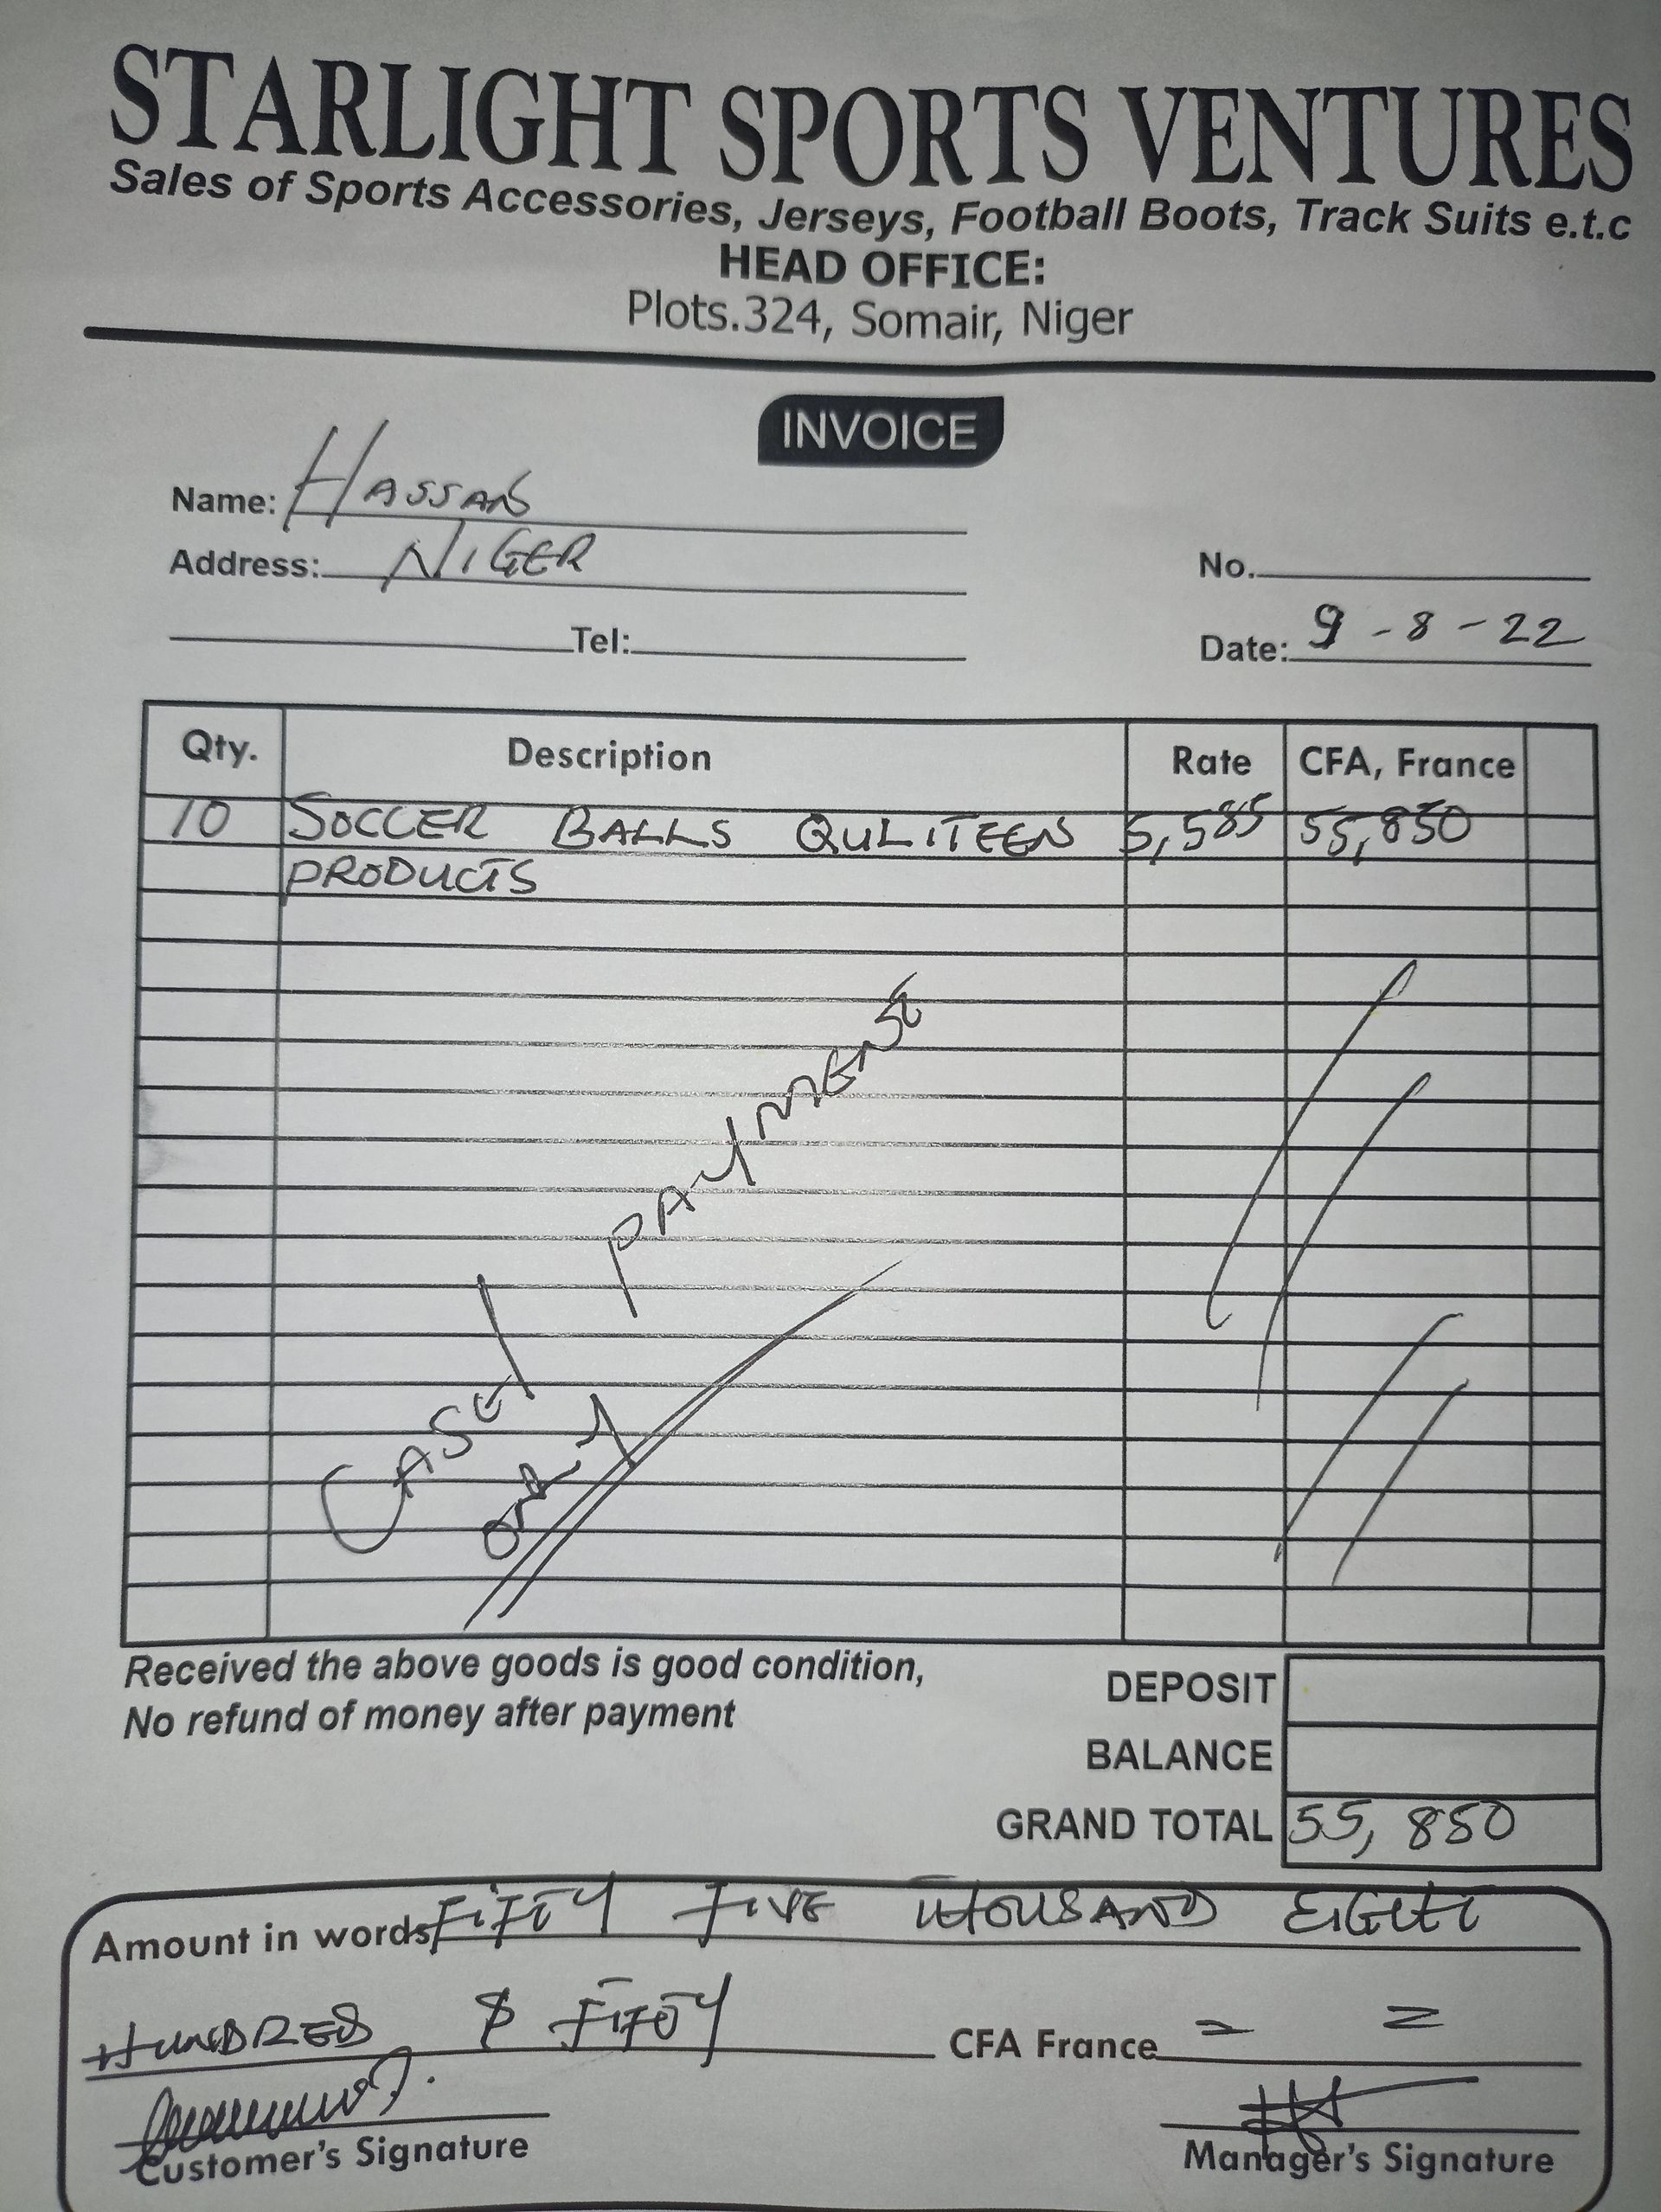 STARLIGHT SPORTS VENTURES
Sales of Sports Accessories, Jerseys, Football Boots, Track Suits e.t.c
HEAD OFFICE:
Plots.324, Somair, Niger
INVOICE
Name: HASSAN
Address: NIGER
No.
Tel:
Date: 9-8-22
Qty. Description Rate CFA, France
10 SOCCER BALLS QULITEEN 5,585 55,850
PRODUCTS
CASH PAYMENT
ONLY
Received the above goods is good condition,
No refund of money after payment
DEPOSIT
BALANCE
GRAND TOTAL 55,850
Amount in words FIFTY FIVE THOUSAND EIGHT
HUNDRED & FIFTY CFA France = =
Customer's Signature
Manager's Signature